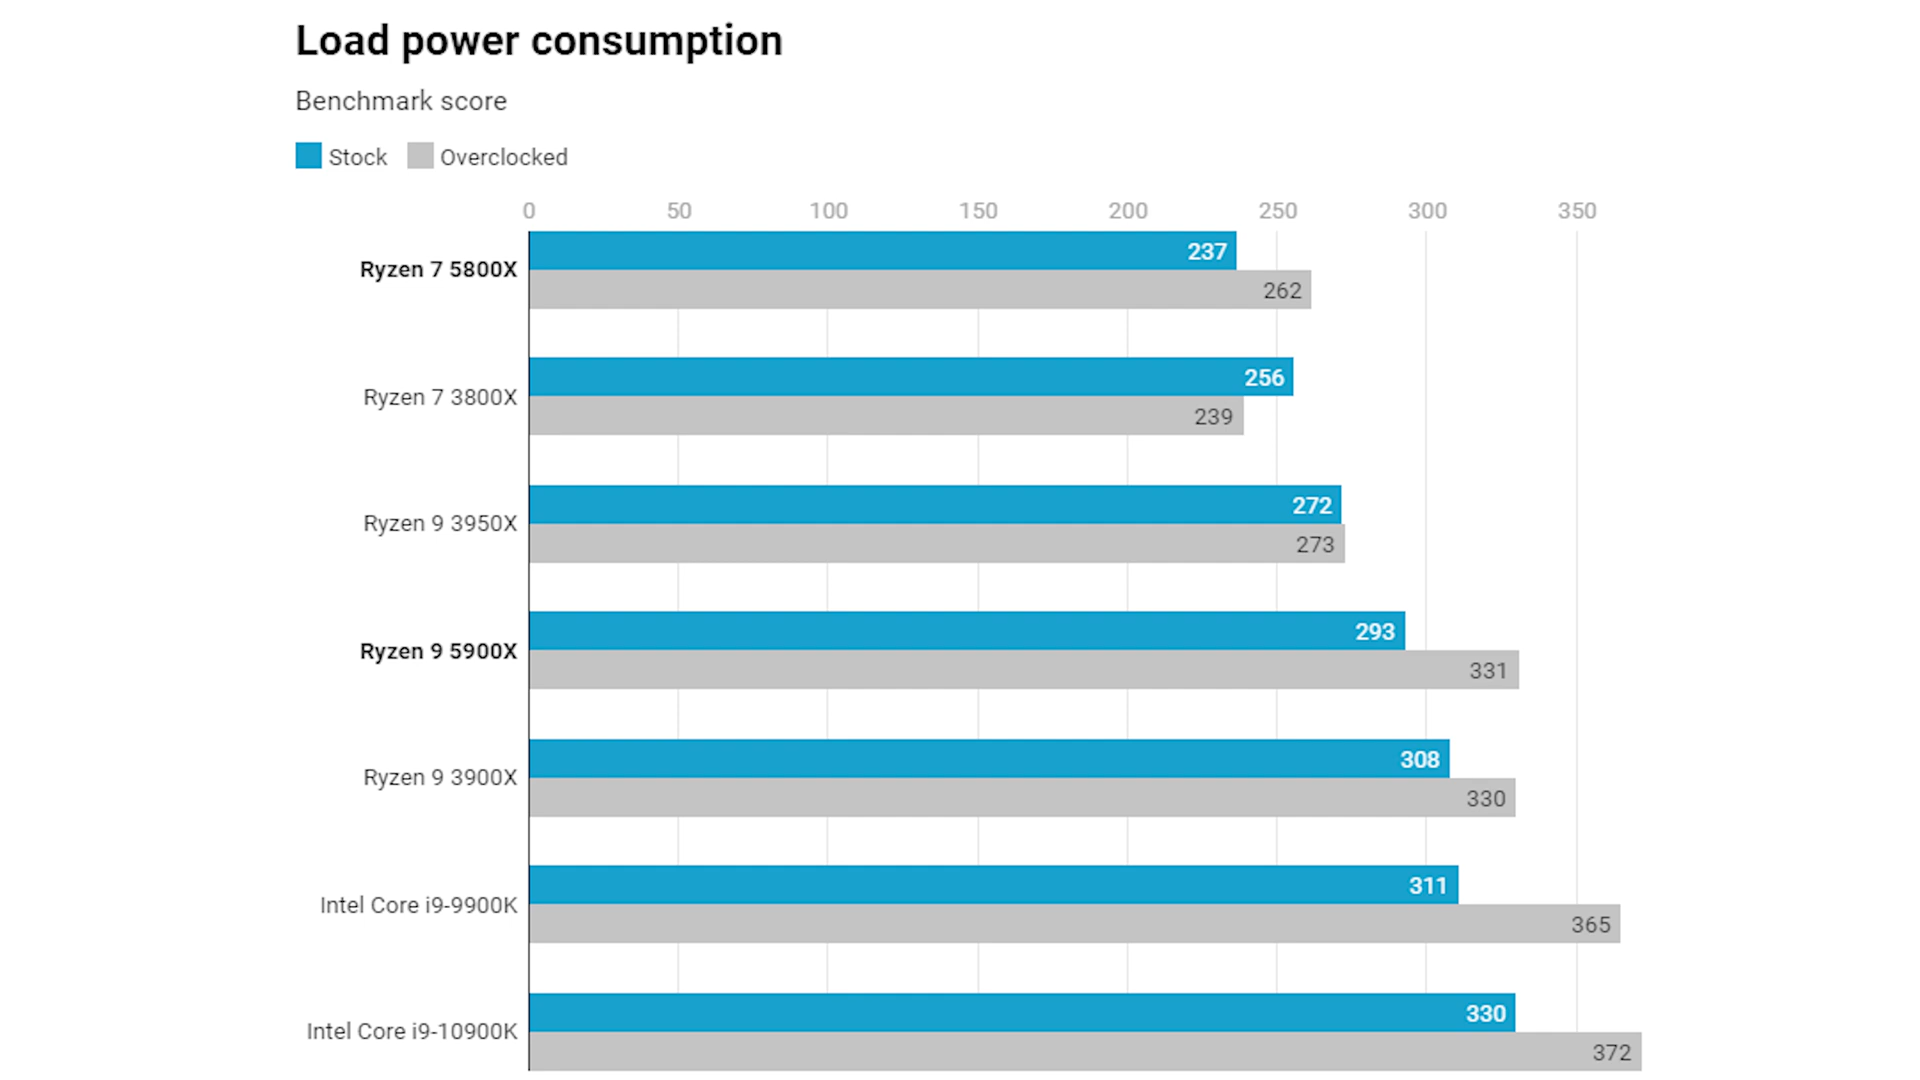 Load power consumption
Benchmark score
Stock Overclocked
0 50 100 150 200 250 300 350
237
Ryzen 7 5800X
262
256
Ryzen 7 3800X
239
272
Ryzen 9 3950X
273
293
Ryzen 9 5900X
331
308
Ryzen 9 3900X
330
311
Intel Core i9-9900K
365
330
Intel Core i9-10900K
372